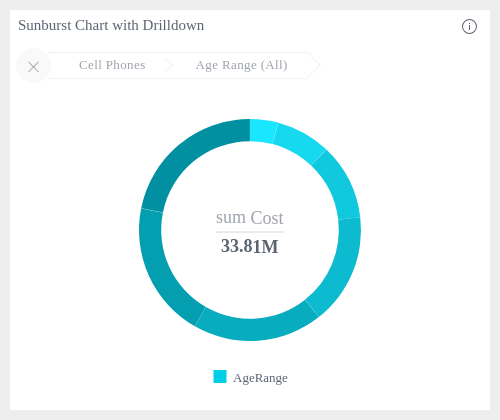 Sunburst Chart with Drilldown
Cell Phones
Age Range (All)
sum Cost
33.81M
AgeRange